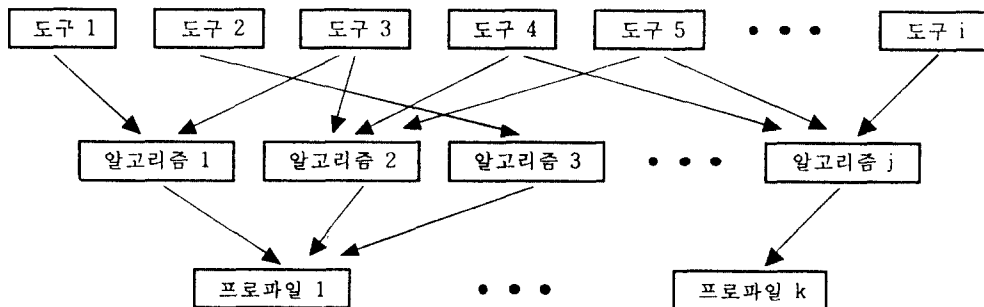 도구 1 도구 2 도구 3 도구 4 도구 5 • • • 도구 i
알고리즘 1 알고리즘 2 알고리즘 3 • • • 알고리즘 j
프로파일 1 • • • 프로파일 k